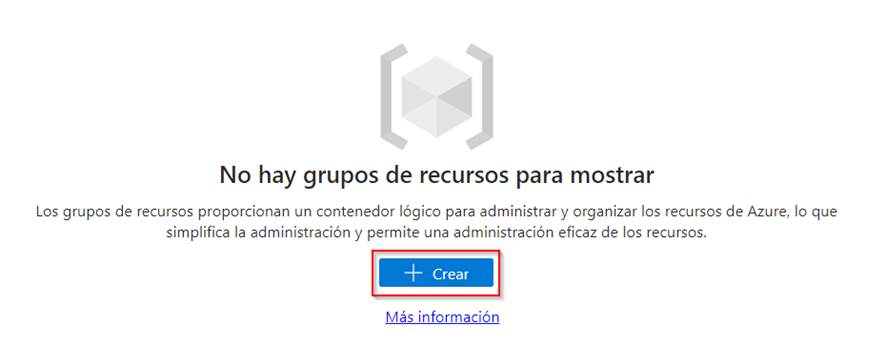 No hay grupos de recursos para mostrar
Los grupos de recursos proporcionan un contenedor lógico para administrar y organizar los recursos de Azure, lo que
simplifica la administración y permite una administración eficaz de los recursos.
Crear
Más información